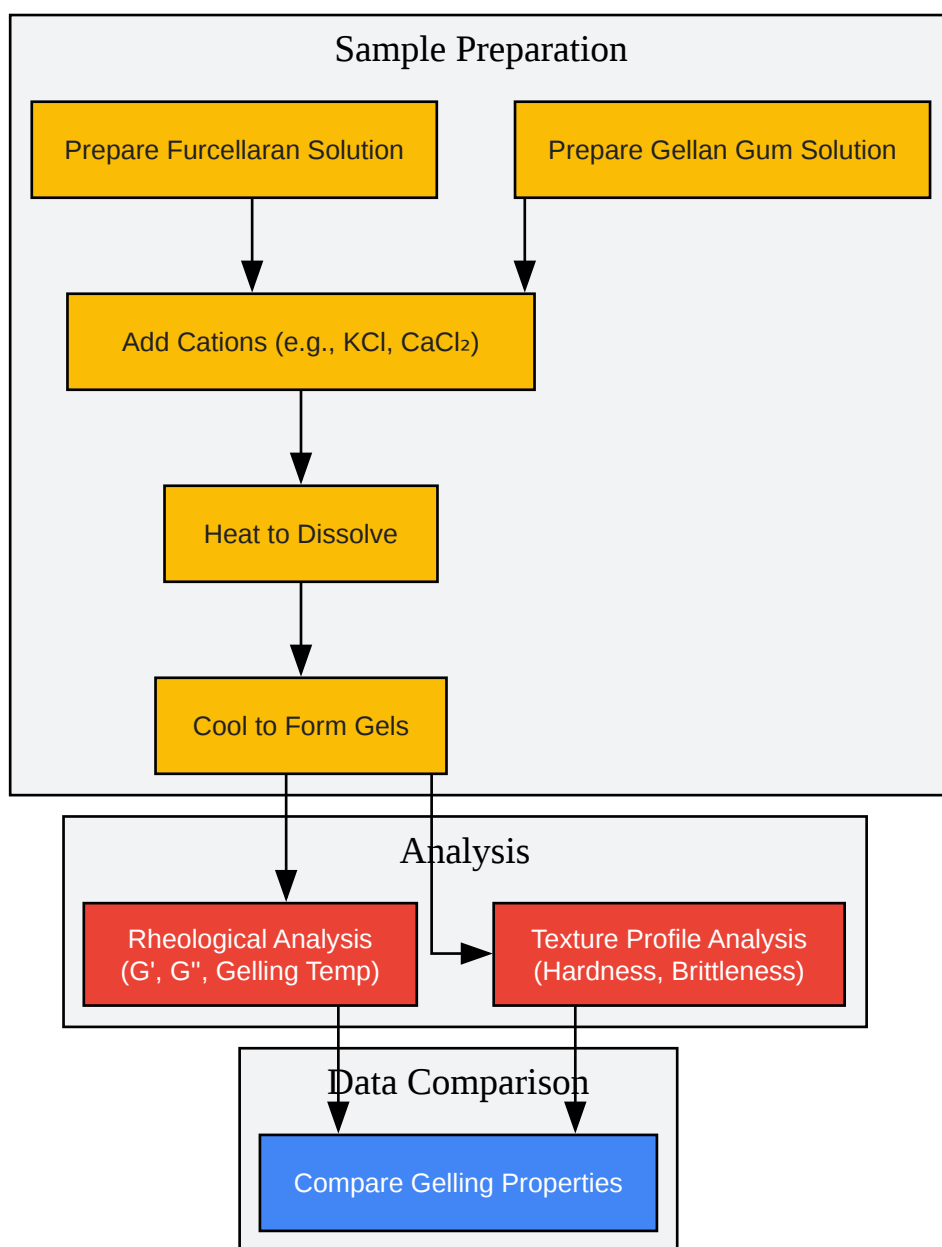 Sample Preparation
Prepare Furcellaran Solution
Prepare Gellan Gum Solution
Add Cations (e.g., KCl, CaCl₂)
Heat to Dissolve
Cool to Form Gels
Analysis
Rheological Analysis
(G', G'', Gelling Temp)
Texture Profile Analysis
(Hardness, Brittleness)
Data Comparison
Compare Gelling Properties